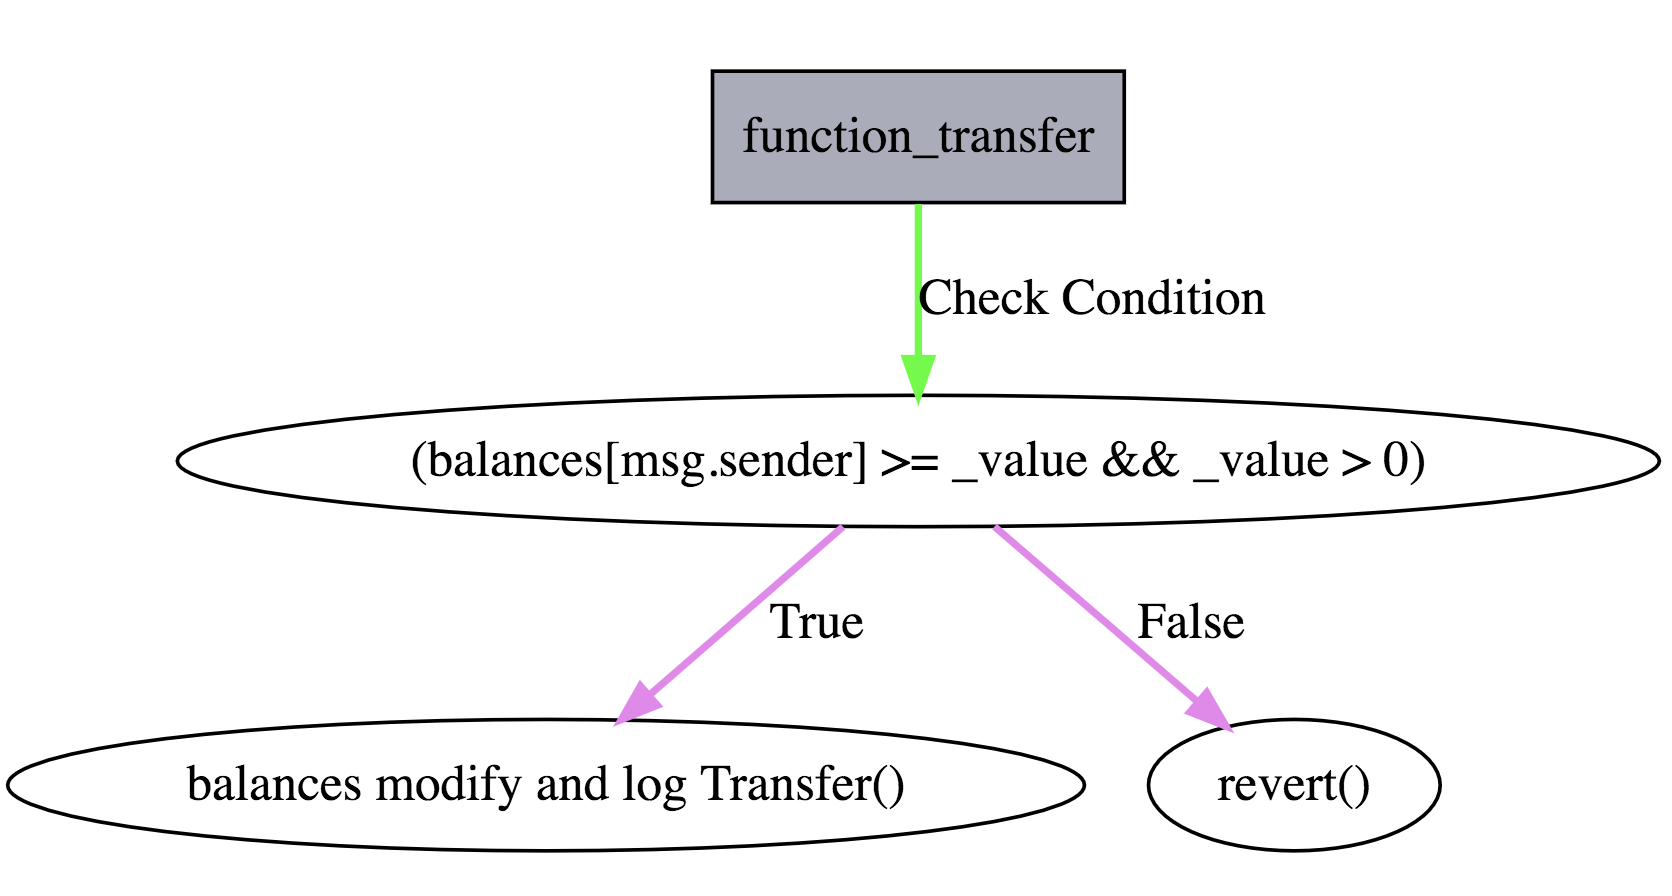 function_transfer
Check Condition
(balances[msg.sender] >= _value && _value > 0)
True
False
balances modify and log Transfer()
revert()